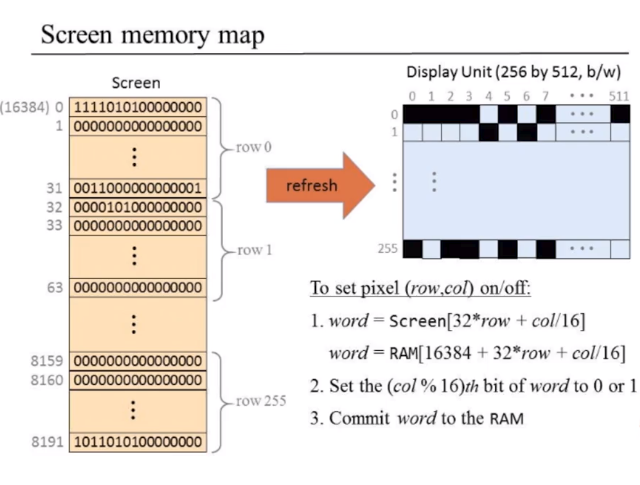 Screen memory map
Screen
(16384) 0 1111010100000000
1 0000000000000000
⋮
31 0011000000000001
row 0
32 0000101000000000
33 0000000000000000
⋮
63 0000000000000000
row 1
⋮
8159 0000000000000000
8160 0000000000000000
⋮
8191 1011010100000000
row 255
refresh
Display Unit (256 by 512, b/w)
0 1 2 3 4 5 6 7 ··· 511
0 ···
1 ···
⋮ ⋮
255 ···
To set pixel (row,col) on/off:
1. word = Screen[32*row + col/16]
word = RAM[16384 + 32*row + col/16]
2. Set the (col % 16)th bit of word to 0 or 1
3. Commit word to the RAM